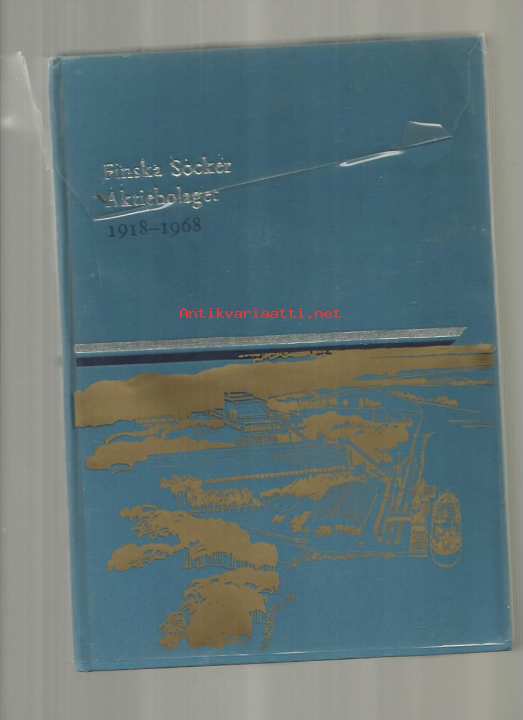 Finska Socker
Aktiebolaget
1918–1968
Antikvariaatti.net